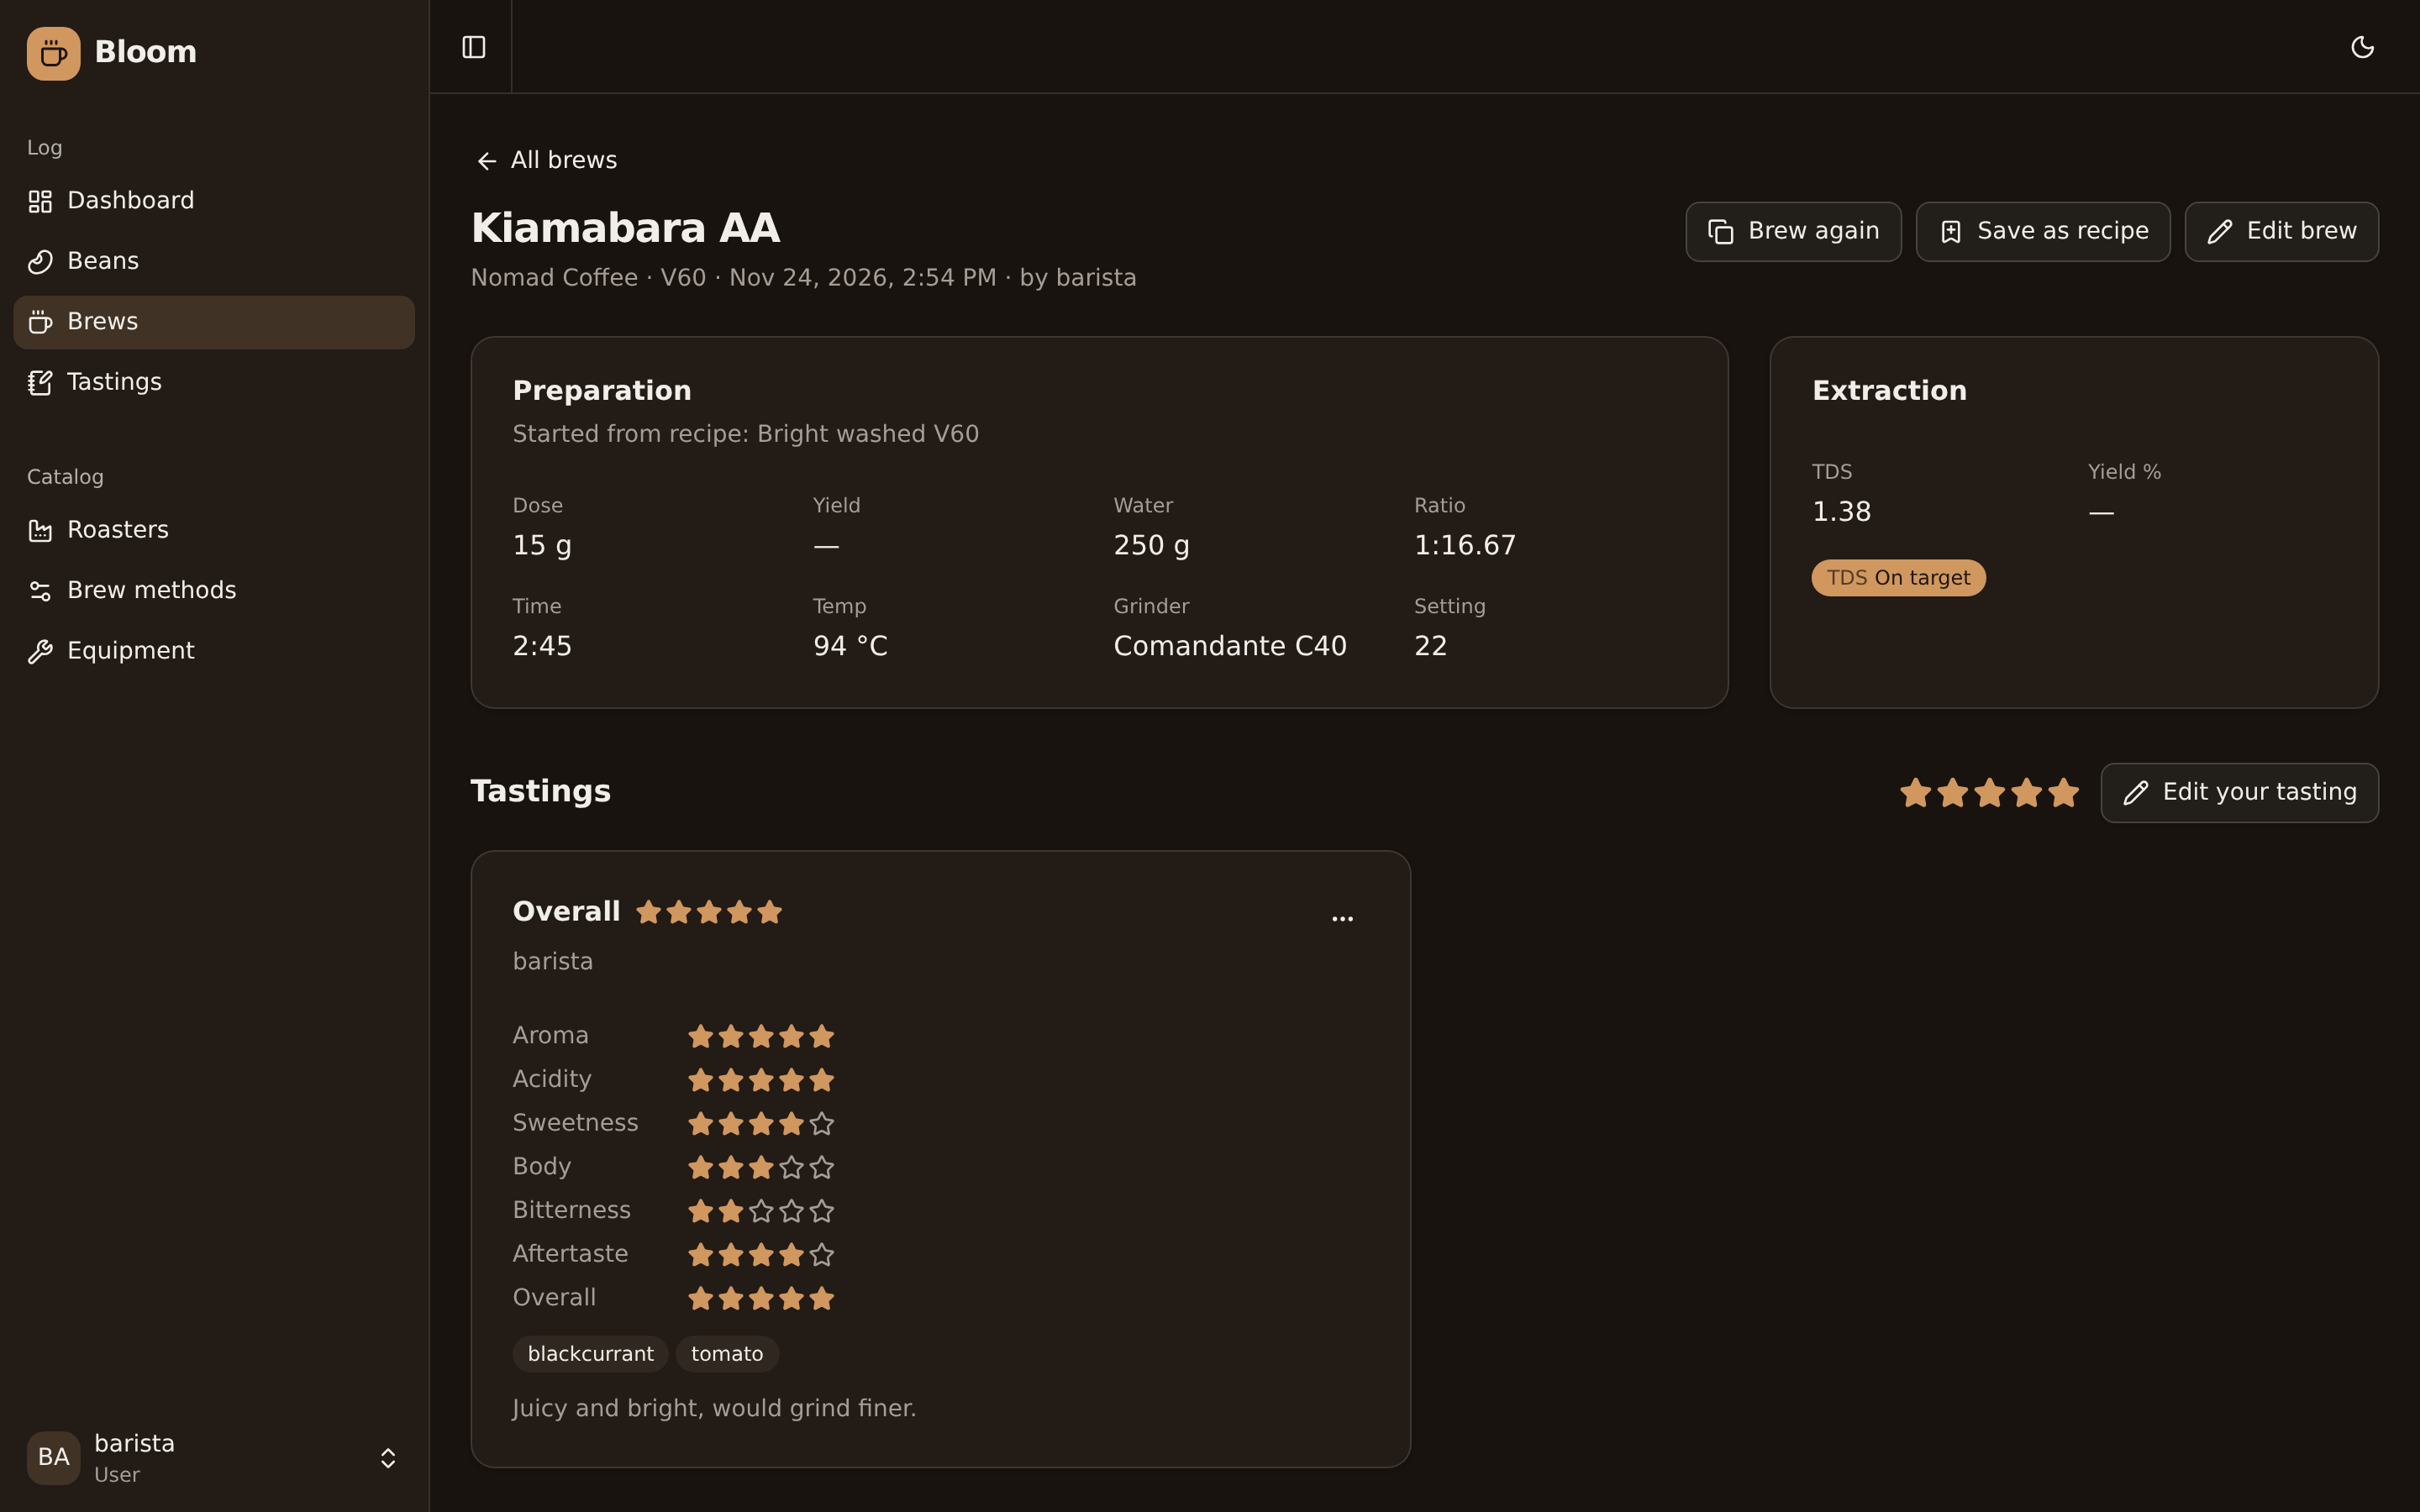 Bloom
Log
Dashboard
Beans
Brews
Tastings
Catalog
Roasters
Brew methods
Equipment
BA
barista
User
All brews
Kiamabara AA
Nomad Coffee · V60 · Nov 24, 2026, 2:54 PM · by barista
Brew again
Save as recipe
Edit brew
Preparation
Started from recipe: Bright washed V60
Dose Yield Water Ratio
15 g — 250 g 1:16.67
Time Temp Grinder Setting
2:45 94 °C Comandante C40 22
Extraction
TDS Yield %
1.38 —
TDS On target
Tastings
Edit your tasting
Overall
barista
Aroma
Acidity
Sweetness
Body
Bitterness
Aftertaste
Overall
blackcurrant tomato
Juicy and bright, would grind finer.